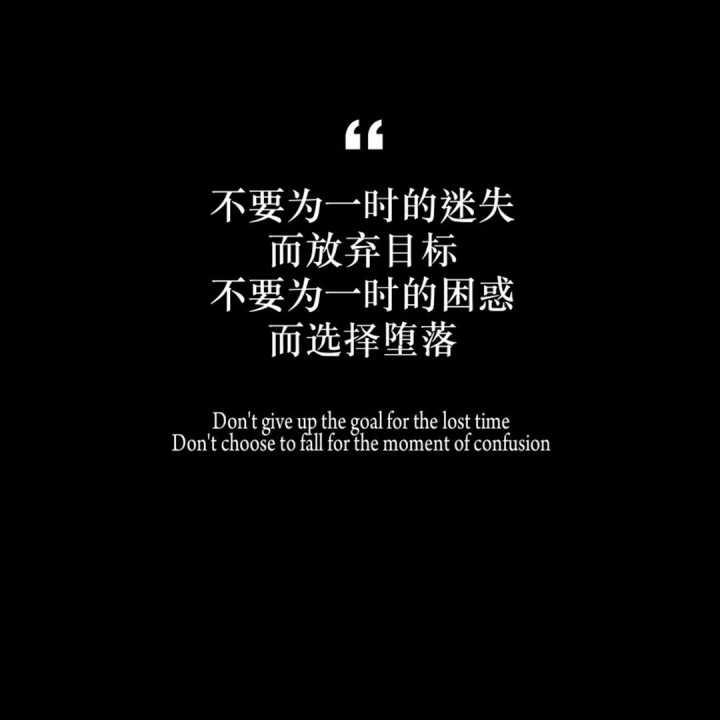 “
不要为一时的迷失
而放弃目标
不要为一时的困惑
而选择堕落
Don't give up the goal for the lost time
Don't choose to fall for the moment of confusion